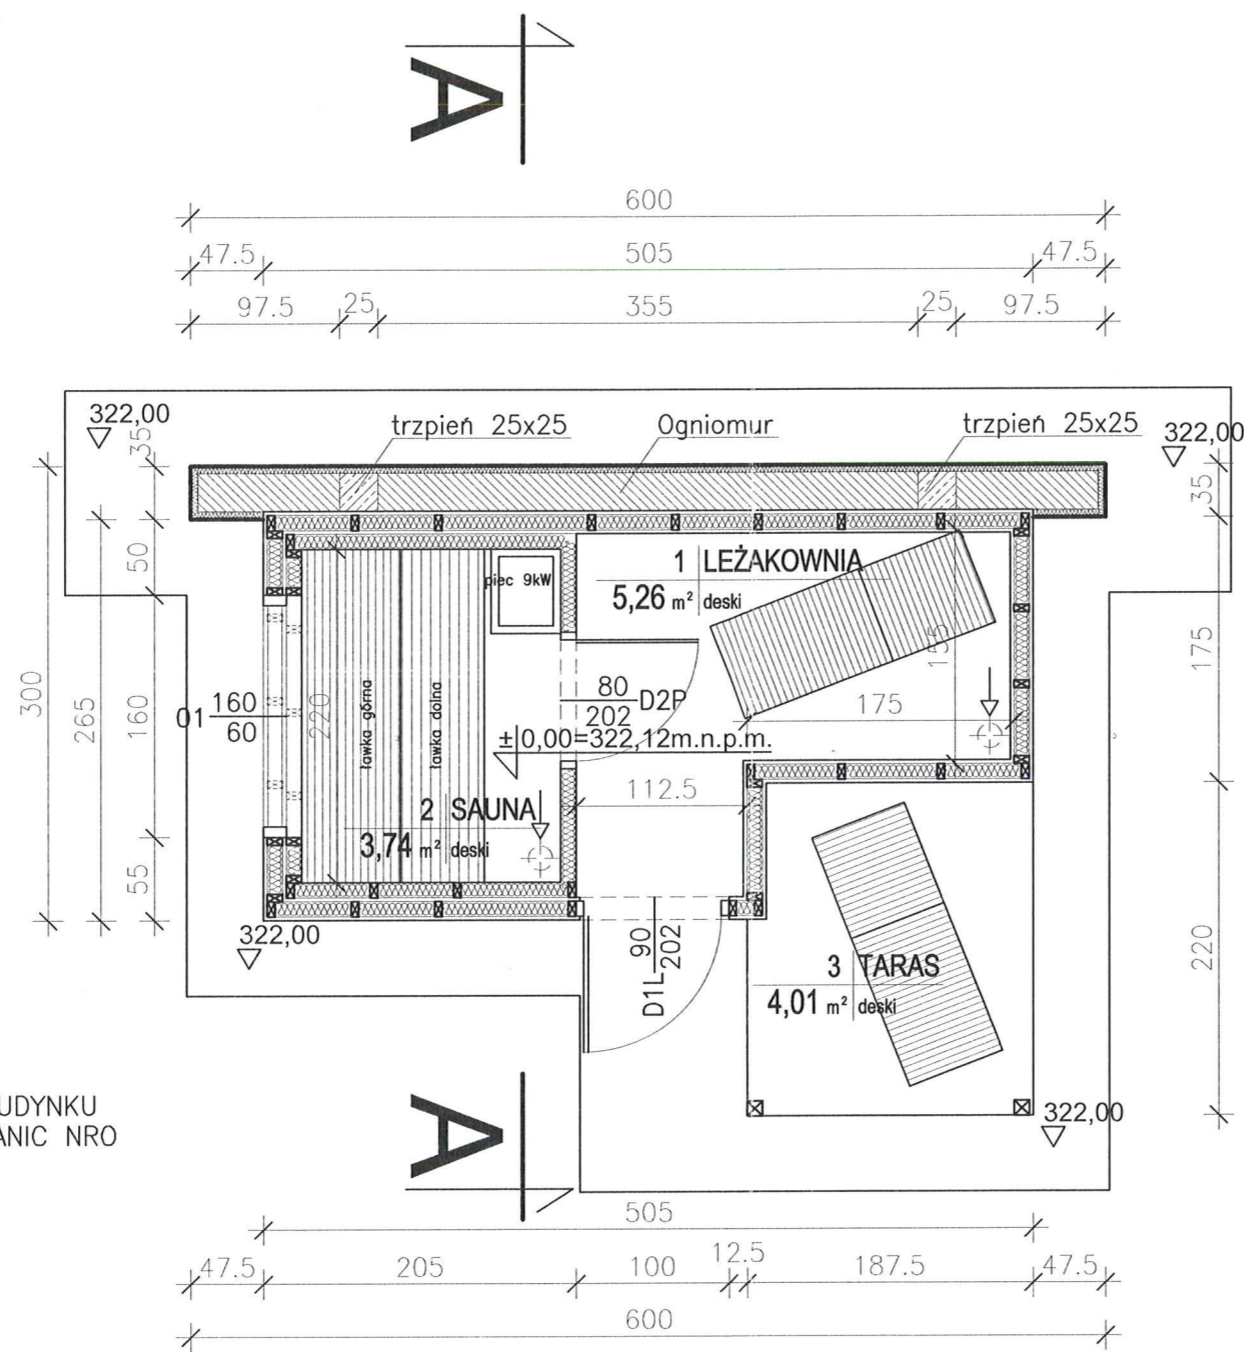 A
600
47.5 505 47.5
97.5 25 355 25 97.5
322,00
trzpień 25x25
Ogniomur
trzpień 25x25
322,00
35
35
300
265
50
160
55
175
220
1 LEŻAKOWNIA
5,26 m² deski
piec 9kW
155
175
80
202
D2P
01
160
60
220
ławka górna
ławka dolna
±0,00=322,12m.n.p.m.
112.5
2 SAUNA
3,74 m² deski
322,00
D1L
90
202
3 TARAS
4,01 m² deski
322,00
UDYNKU
ANIC NRO
A
505
47.5 205 100 12.5 187.5 47.5
600